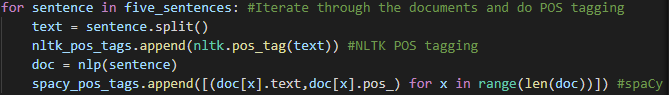 for sentence in five_sentences: #Iterate through the documents and do POS tagging
    text = sentence.split()
    nltk_pos_tags.append(nltk.pos_tag(text)) #NLTK POS tagging
    doc = nlp(sentence)
    spacy_pos_tags.append([(doc[x].text,doc[x].pos_) for x in range(len(doc))]) #spaCy